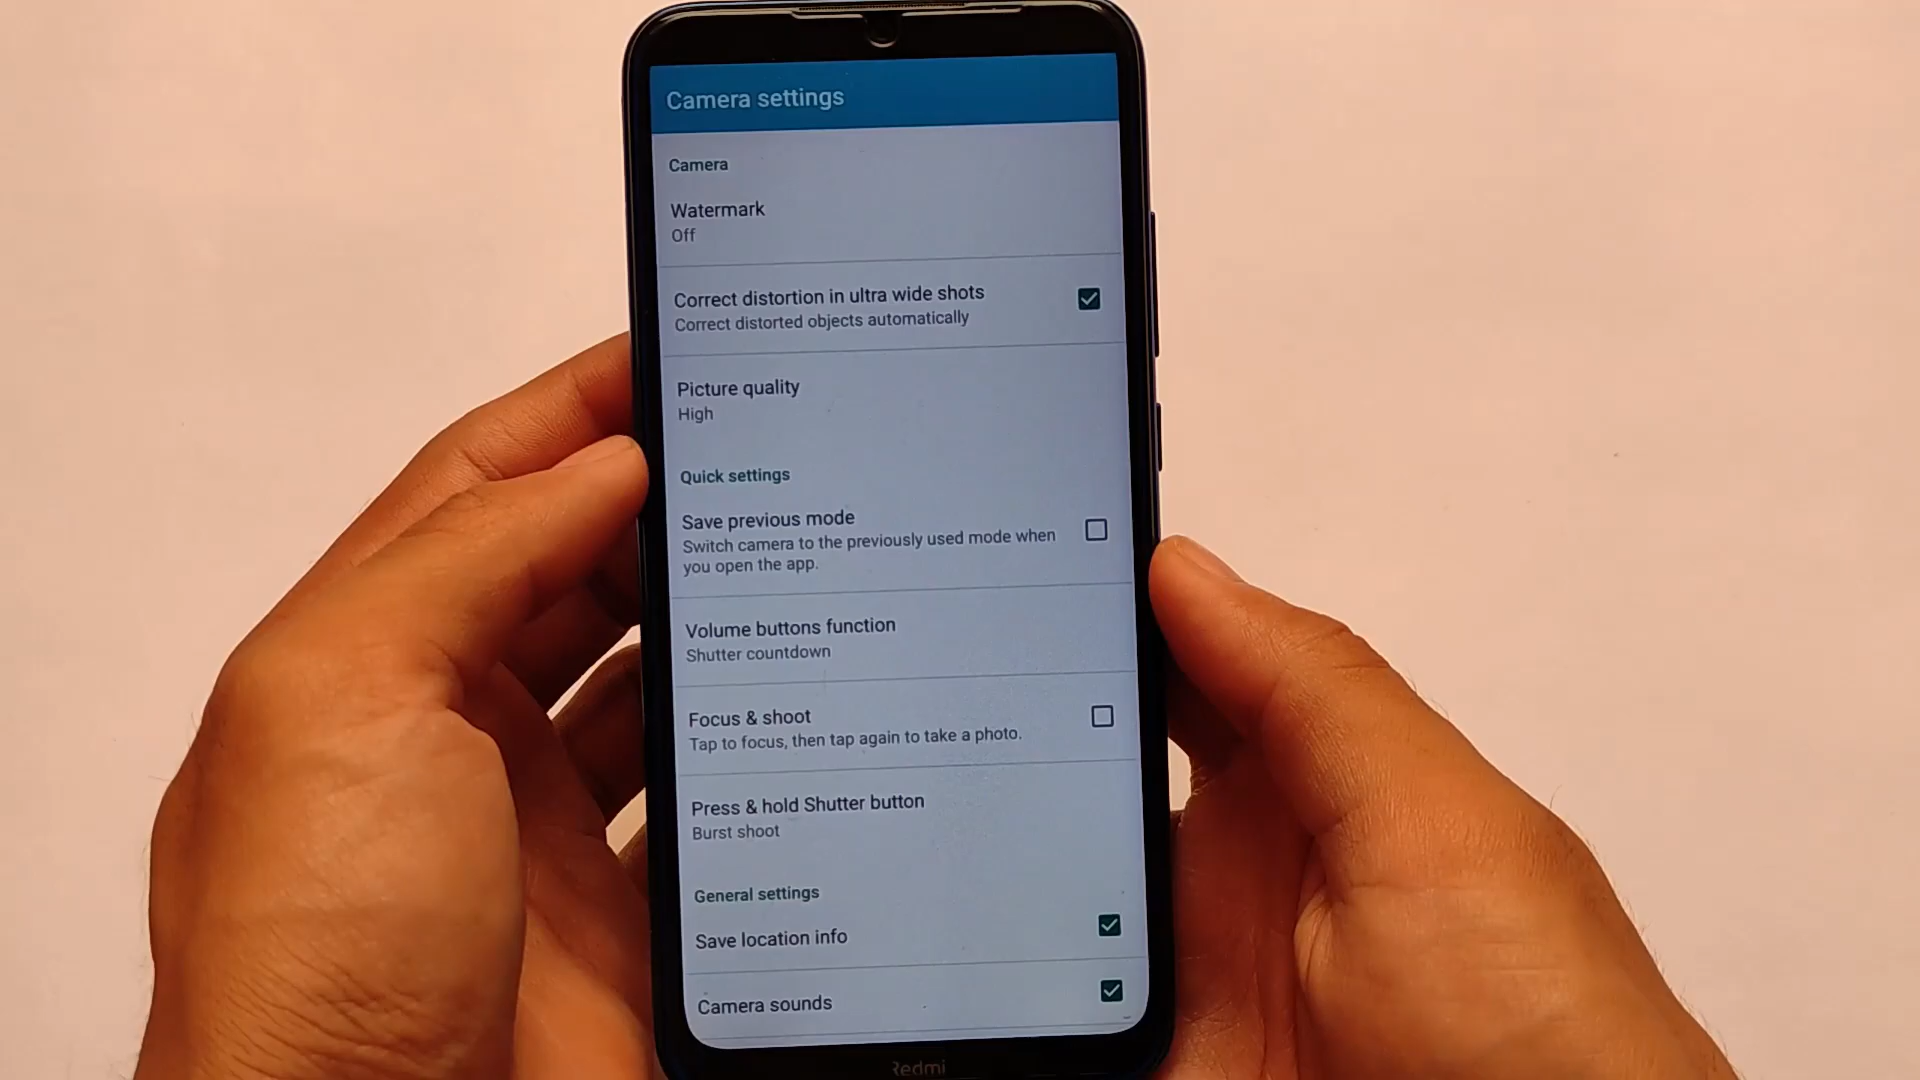 Camera settings
Camera
Watermark
Off
Correct distortion in ultra wide shots
Correct distorted objects automatically
Picture quality
High
Quick settings
Save previous mode
Switch camera to the previously used mode when
you open the app.
Volume buttons function
Shutter countdown
Focus & shoot
Tap to focus, then tap again to take a photo.
Press & hold Shutter button
Burst shoot
General settings
Save location info
Camera sounds
Redmi